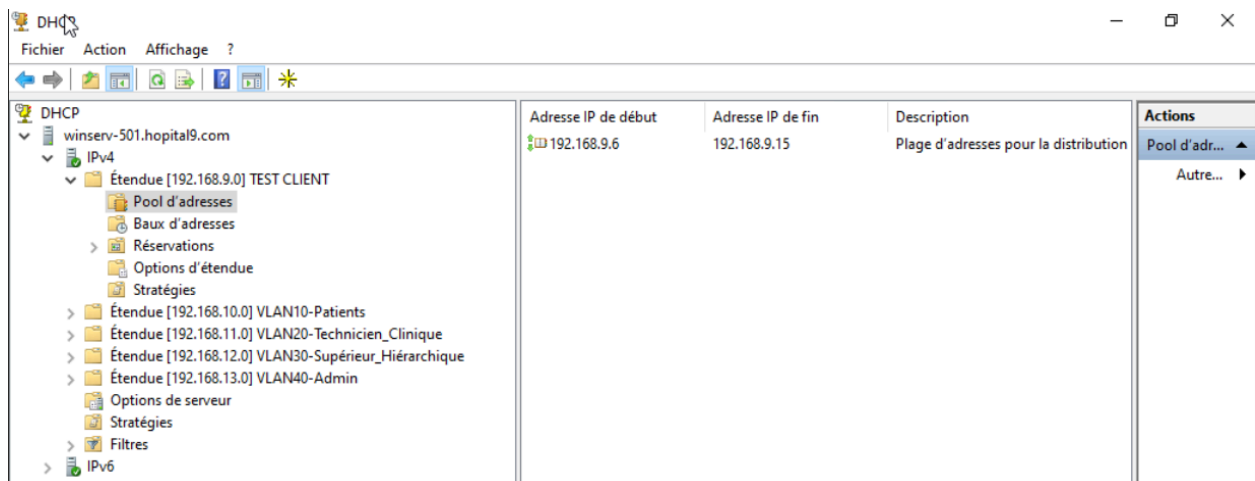 DHCP
Fichier Action Affichage ?
DHCP
winserv-501.hopital9.com
IPv4
Étendue [192.168.9.0] TEST CLIENT
Pool d'adresses
Baux d'adresses
Réservations
Options d'étendue
Stratégies
Étendue [192.168.10.0] VLAN10-Patients
Étendue [192.168.11.0] VLAN20-Technicien_Clinique
Étendue [192.168.12.0] VLAN30-Supérieur_Hiérarchique
Étendue [192.168.13.0] VLAN40-Admin
Options de serveur
Stratégies
Filtres
IPv6
Adresse IP de début Adresse IP de fin Description
192.168.9.6 192.168.9.15 Plage d'adresses pour la distribution
Actions
Pool d'adr...
Autre...